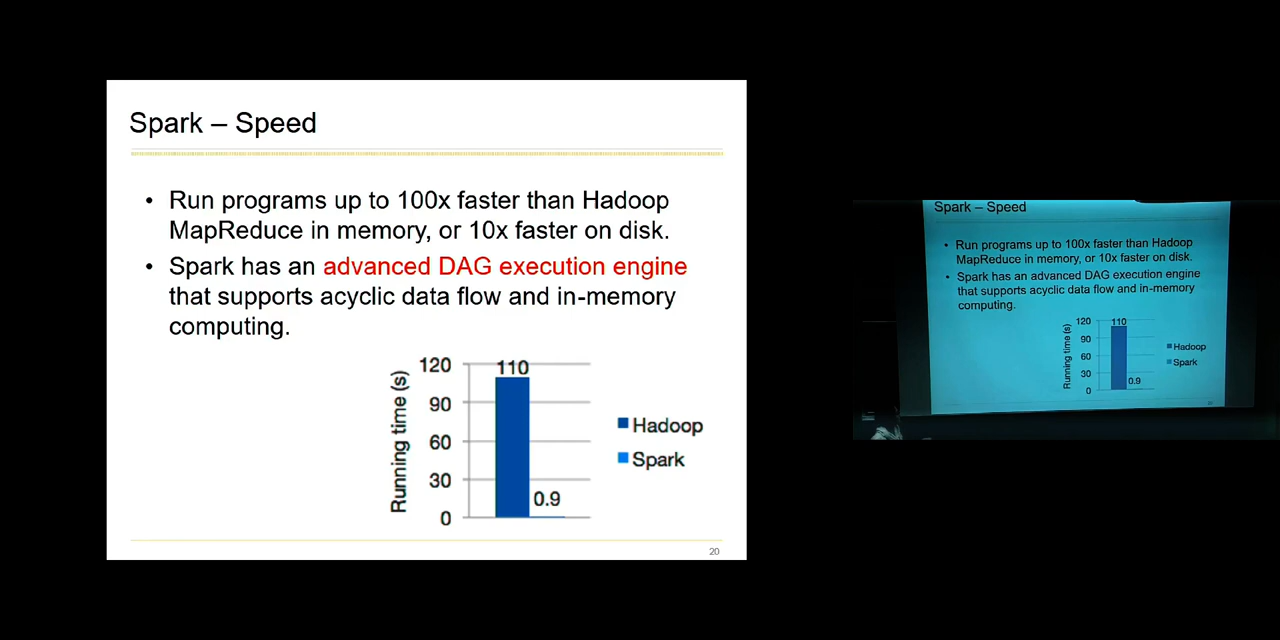 Spark – Speed
• Run programs up to 100x faster than Hadoop
MapReduce in memory, or 10x faster on disk.
• Spark has an advanced DAG execution engine
that supports acyclic data flow and in-memory
computing.
Running time (s)
120
90
60
30
0
110
0.9
Hadoop
Spark
20
Spark – Speed
• Run programs up to 100x faster than Hadoop
MapReduce in memory, or 10x faster on disk.
• Spark has an advanced DAG execution engine
that supports acyclic data flow and in-memory
computing.
Running time (s)
120
90
60
30
0
110
0.9
Hadoop
Spark